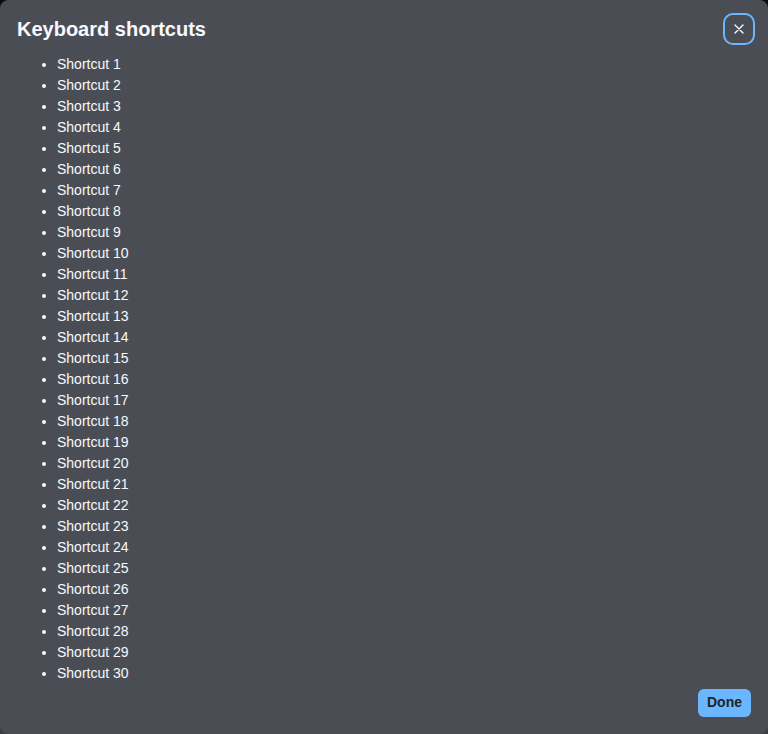 Keyboard shortcuts
Shortcut 1
Shortcut 2
Shortcut 3
Shortcut 4
Shortcut 5
Shortcut 6
Shortcut 7
Shortcut 8
Shortcut 9
Shortcut 10
Shortcut 11
Shortcut 12
Shortcut 13
Shortcut 14
Shortcut 15
Shortcut 16
Shortcut 17
Shortcut 18
Shortcut 19
Shortcut 20
Shortcut 21
Shortcut 22
Shortcut 23
Shortcut 24
Shortcut 25
Shortcut 26
Shortcut 27
Shortcut 28
Shortcut 29
Shortcut 30
Done